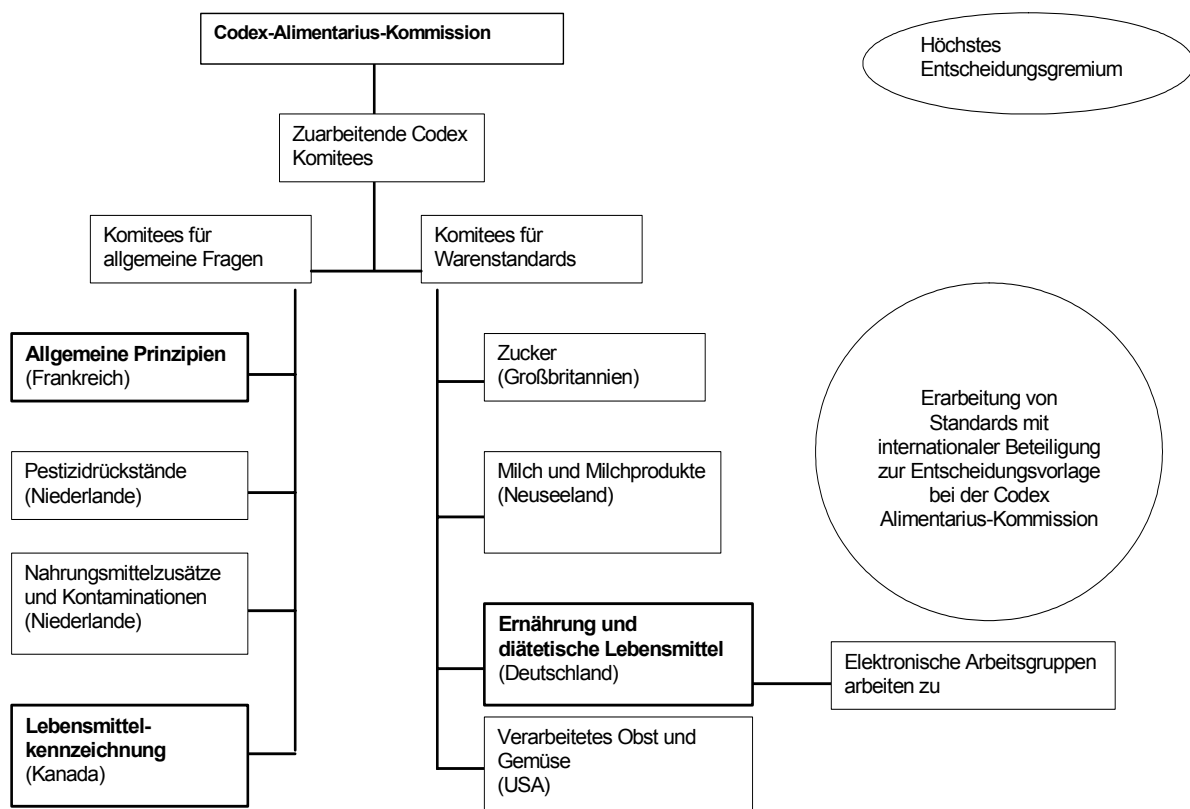 Codex-Alimentarius-Kommission
Höchstes
Entscheidungsgremium
Zuarbeitende Codex
Komitees
Komitees für
allgemeine Fragen
Komitees für
Warenstandards
Allgemeine Prinzipien
(Frankreich)
Pestizidrückstände
(Niederlande)
Nahrungsmittelzusätze
und Kontaminationen
(Niederlande)
Lebensmittel-
kennzeichnung
(Kanada)
Zucker
(Großbritannien)
Milch und Milchprodukte
(Neuseeland)
Ernährung und
diätetische Lebensmittel
(Deutschland)
Verarbeitetes Obst und
Gemüse
(USA)
Erarbeitung von
Standards mit
internationaler Beteiligung
zur Entscheidungsvorlage
bei der Codex
Alimentarius-Kommission
Elektronische Arbeitsgruppen
arbeiten zu